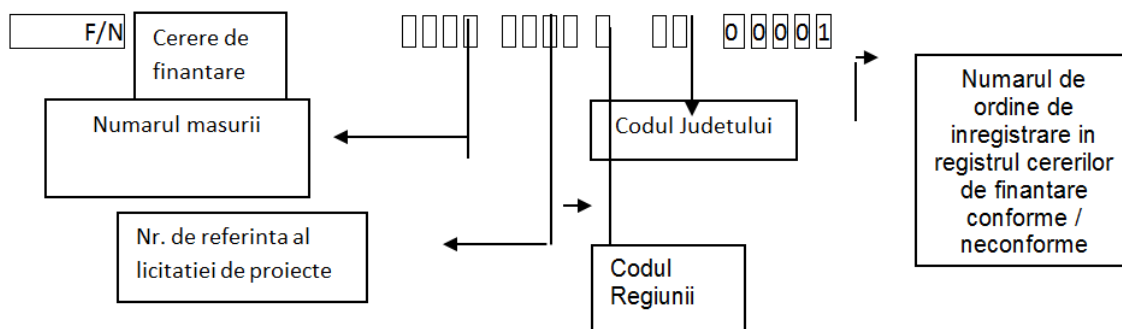 F/N
Cerere de
finantare
0 0 0 0 1
Numarul masurii
Codul Judetului
Numarul de
ordine de
inregistrare in
registrul cererilor
de finantare
conforme /
neconforme
Nr. de referinta al
licitatiei de proiecte
Codul
Regiunii